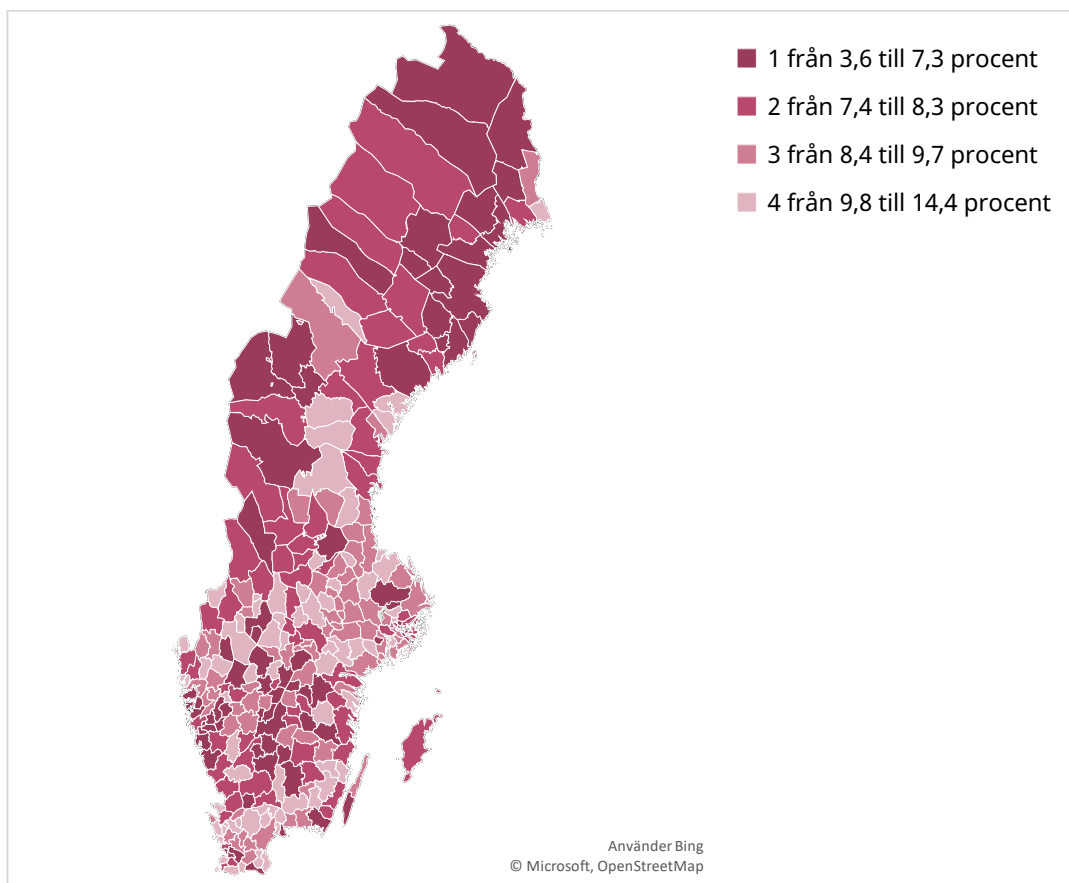 1 från 3,6 till 7,3 procent
2 från 7,4 till 8,3 procent
3 från 8,4 till 9,7 procent
4 från 9,8 till 14,4 procent
Använder Bing
© Microsoft, OpenStreetMap